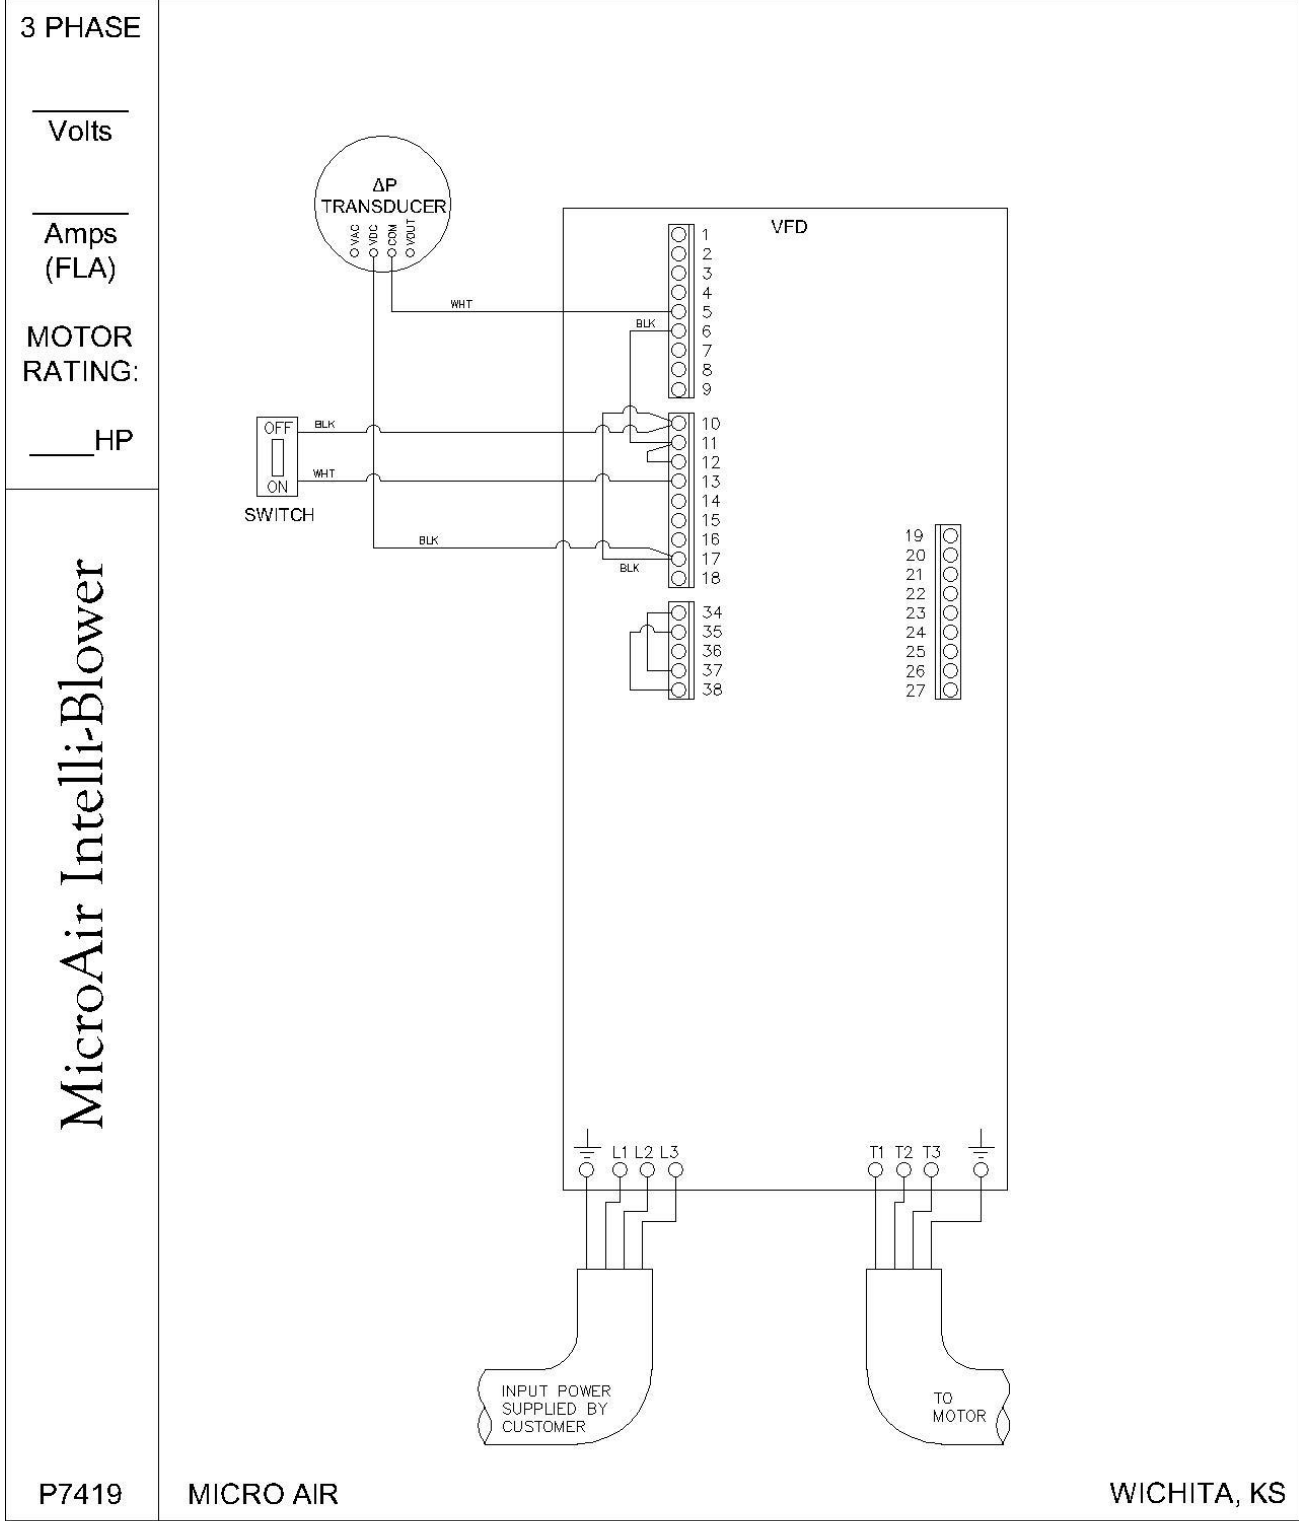 3 PHASE
Volts
Amps
(FLA)
MOTOR
RATING:
HP
MicroAir Intelli-Blower
P7419
ΔP
TRANSDUCER
VAC
VDC
COM
VOUT
WHT
BLK
OFF
ON
SWITCH
BLK
WHT
BLK
BLK
VFD
1
2
3
4
5
6
7
8
9
10
11
12
13
14
15
16
17
18
34
35
36
37
38
19
20
21
22
23
24
25
26
27
L1 L2 L3
T1 T2 T3
INPUT POWER
SUPPLIED BY
CUSTOMER
TO
MOTOR
MICRO AIR
WICHITA, KS